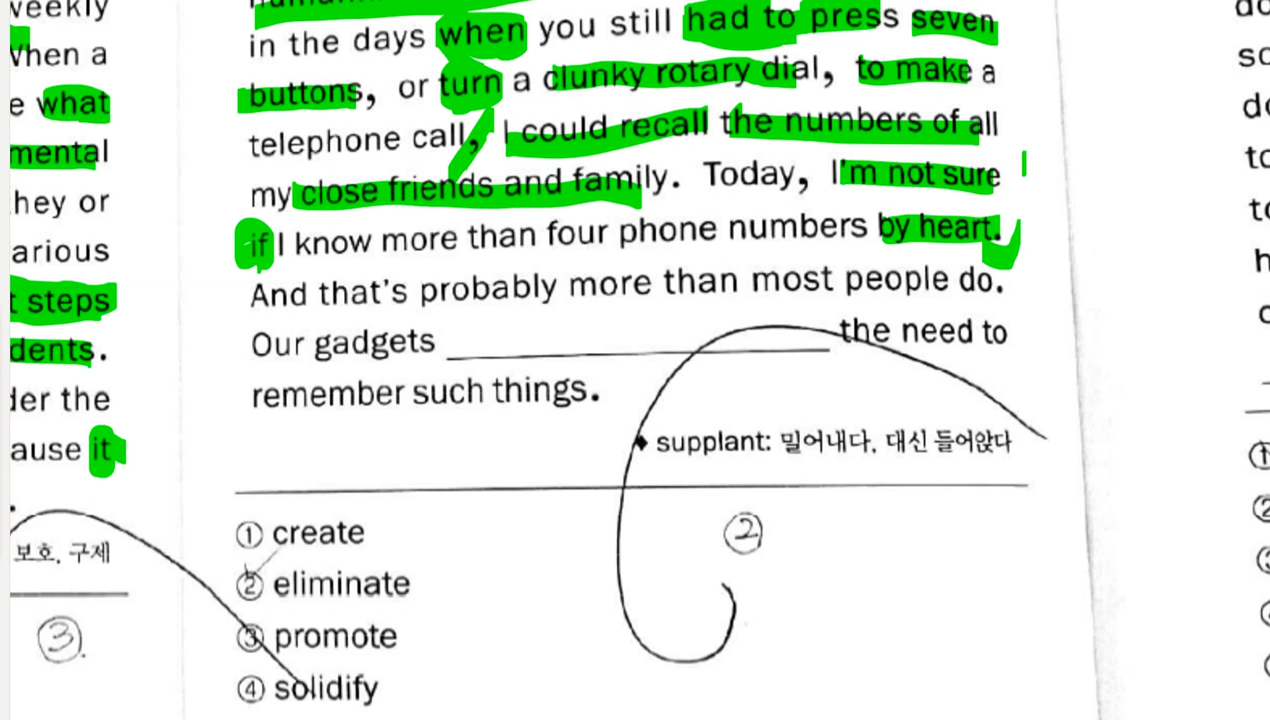 weekly
When a
e what
mental
hey or
arious
t steps
dents.
der the
ause it
.
보호, 구제
③.
in the days when you still had to press seven
buttons, or turn a clunky rotary dial, to make a
telephone call, I could recall the numbers of all
my close friends and family. Today, I'm not sure
if I know more than four phone numbers by heart.
And that's probably more than most people do.
Our gadgets ____________________ the need to
remember such things.
◆ supplant: 밀어내다, 대신 들어앉다
① create
② eliminate
③ promote
④ solidify
②
①
②